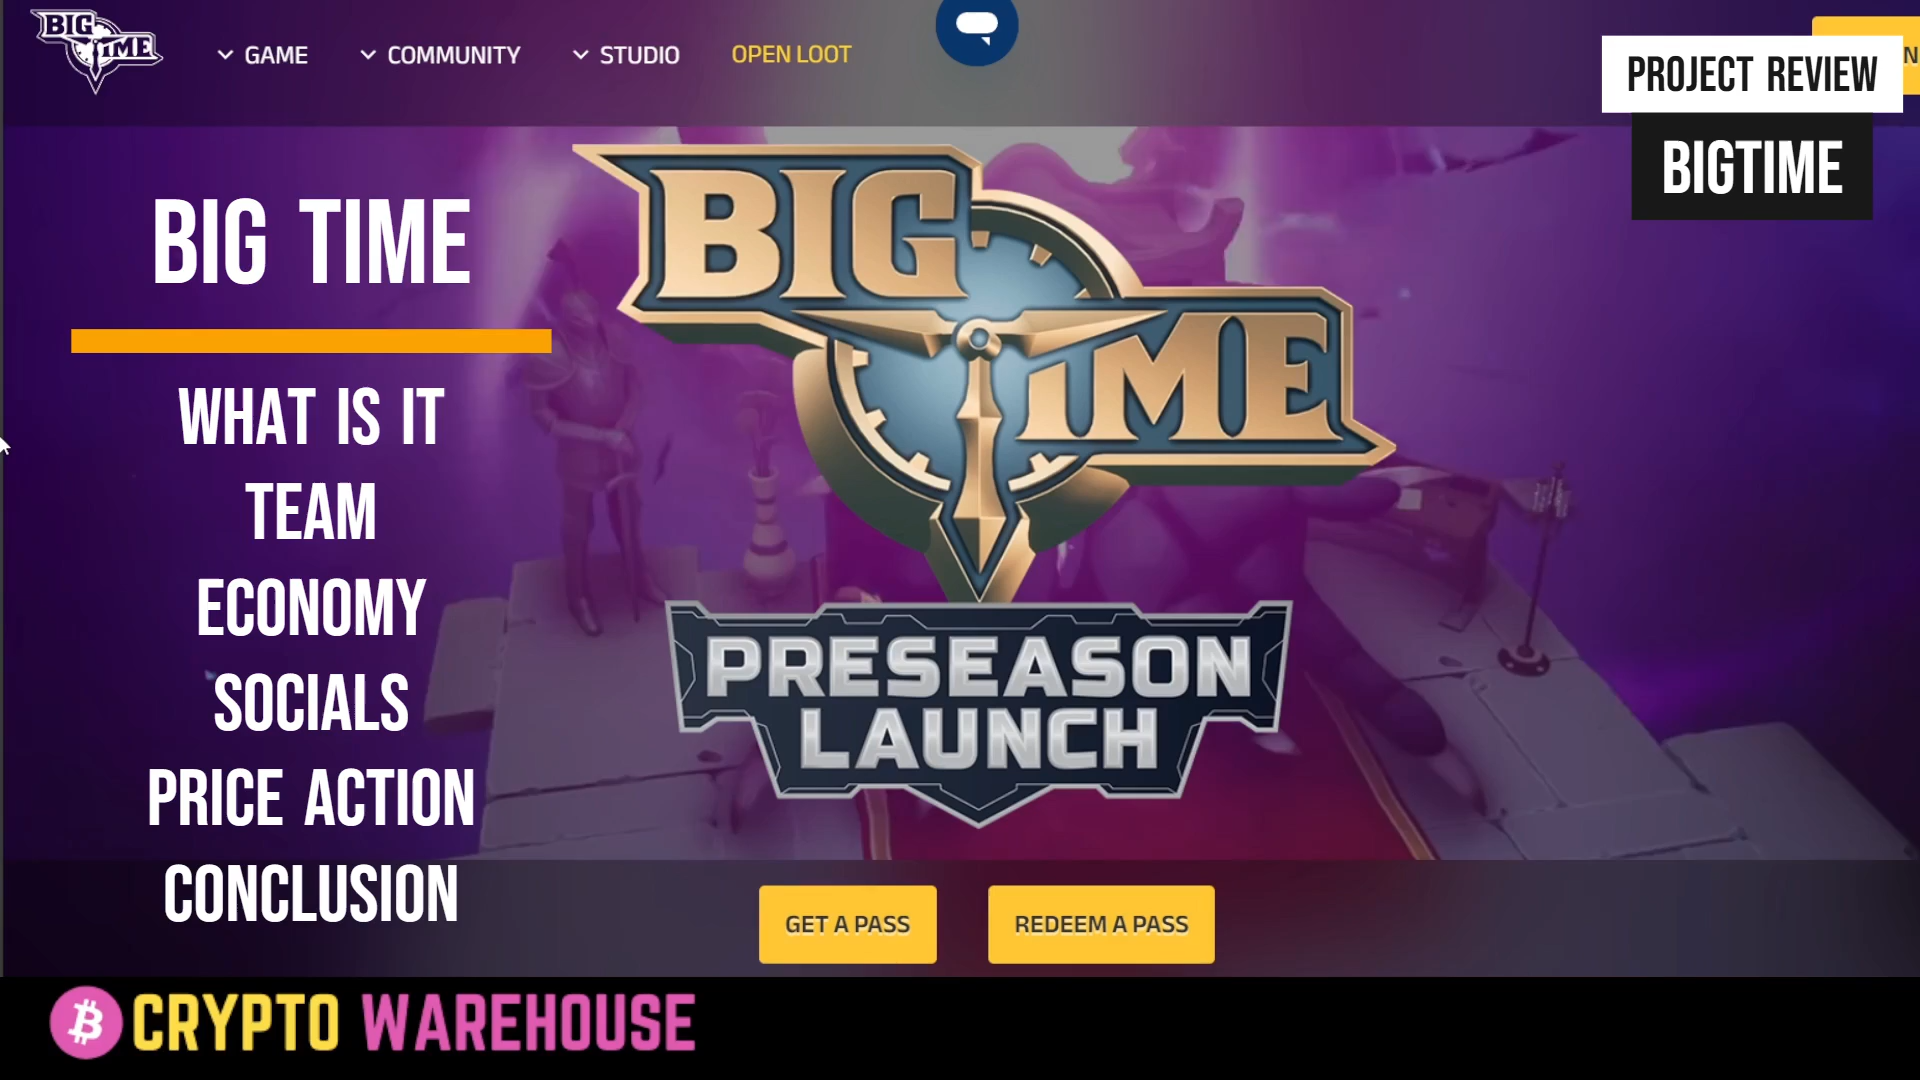 BIG TIME
GAME
COMMUNITY
STUDIO
OPEN LOOT
PROJECT REVIEW
BIGTIME
BIG TIME
WHAT IS IT
TEAM
ECONOMY
SOCIALS
PRICE ACTION
CONCLUSION
BIG
TIME
PRESEASON
LAUNCH
GET A PASS
REDEEM A PASS
CRYPTO WAREHOUSE